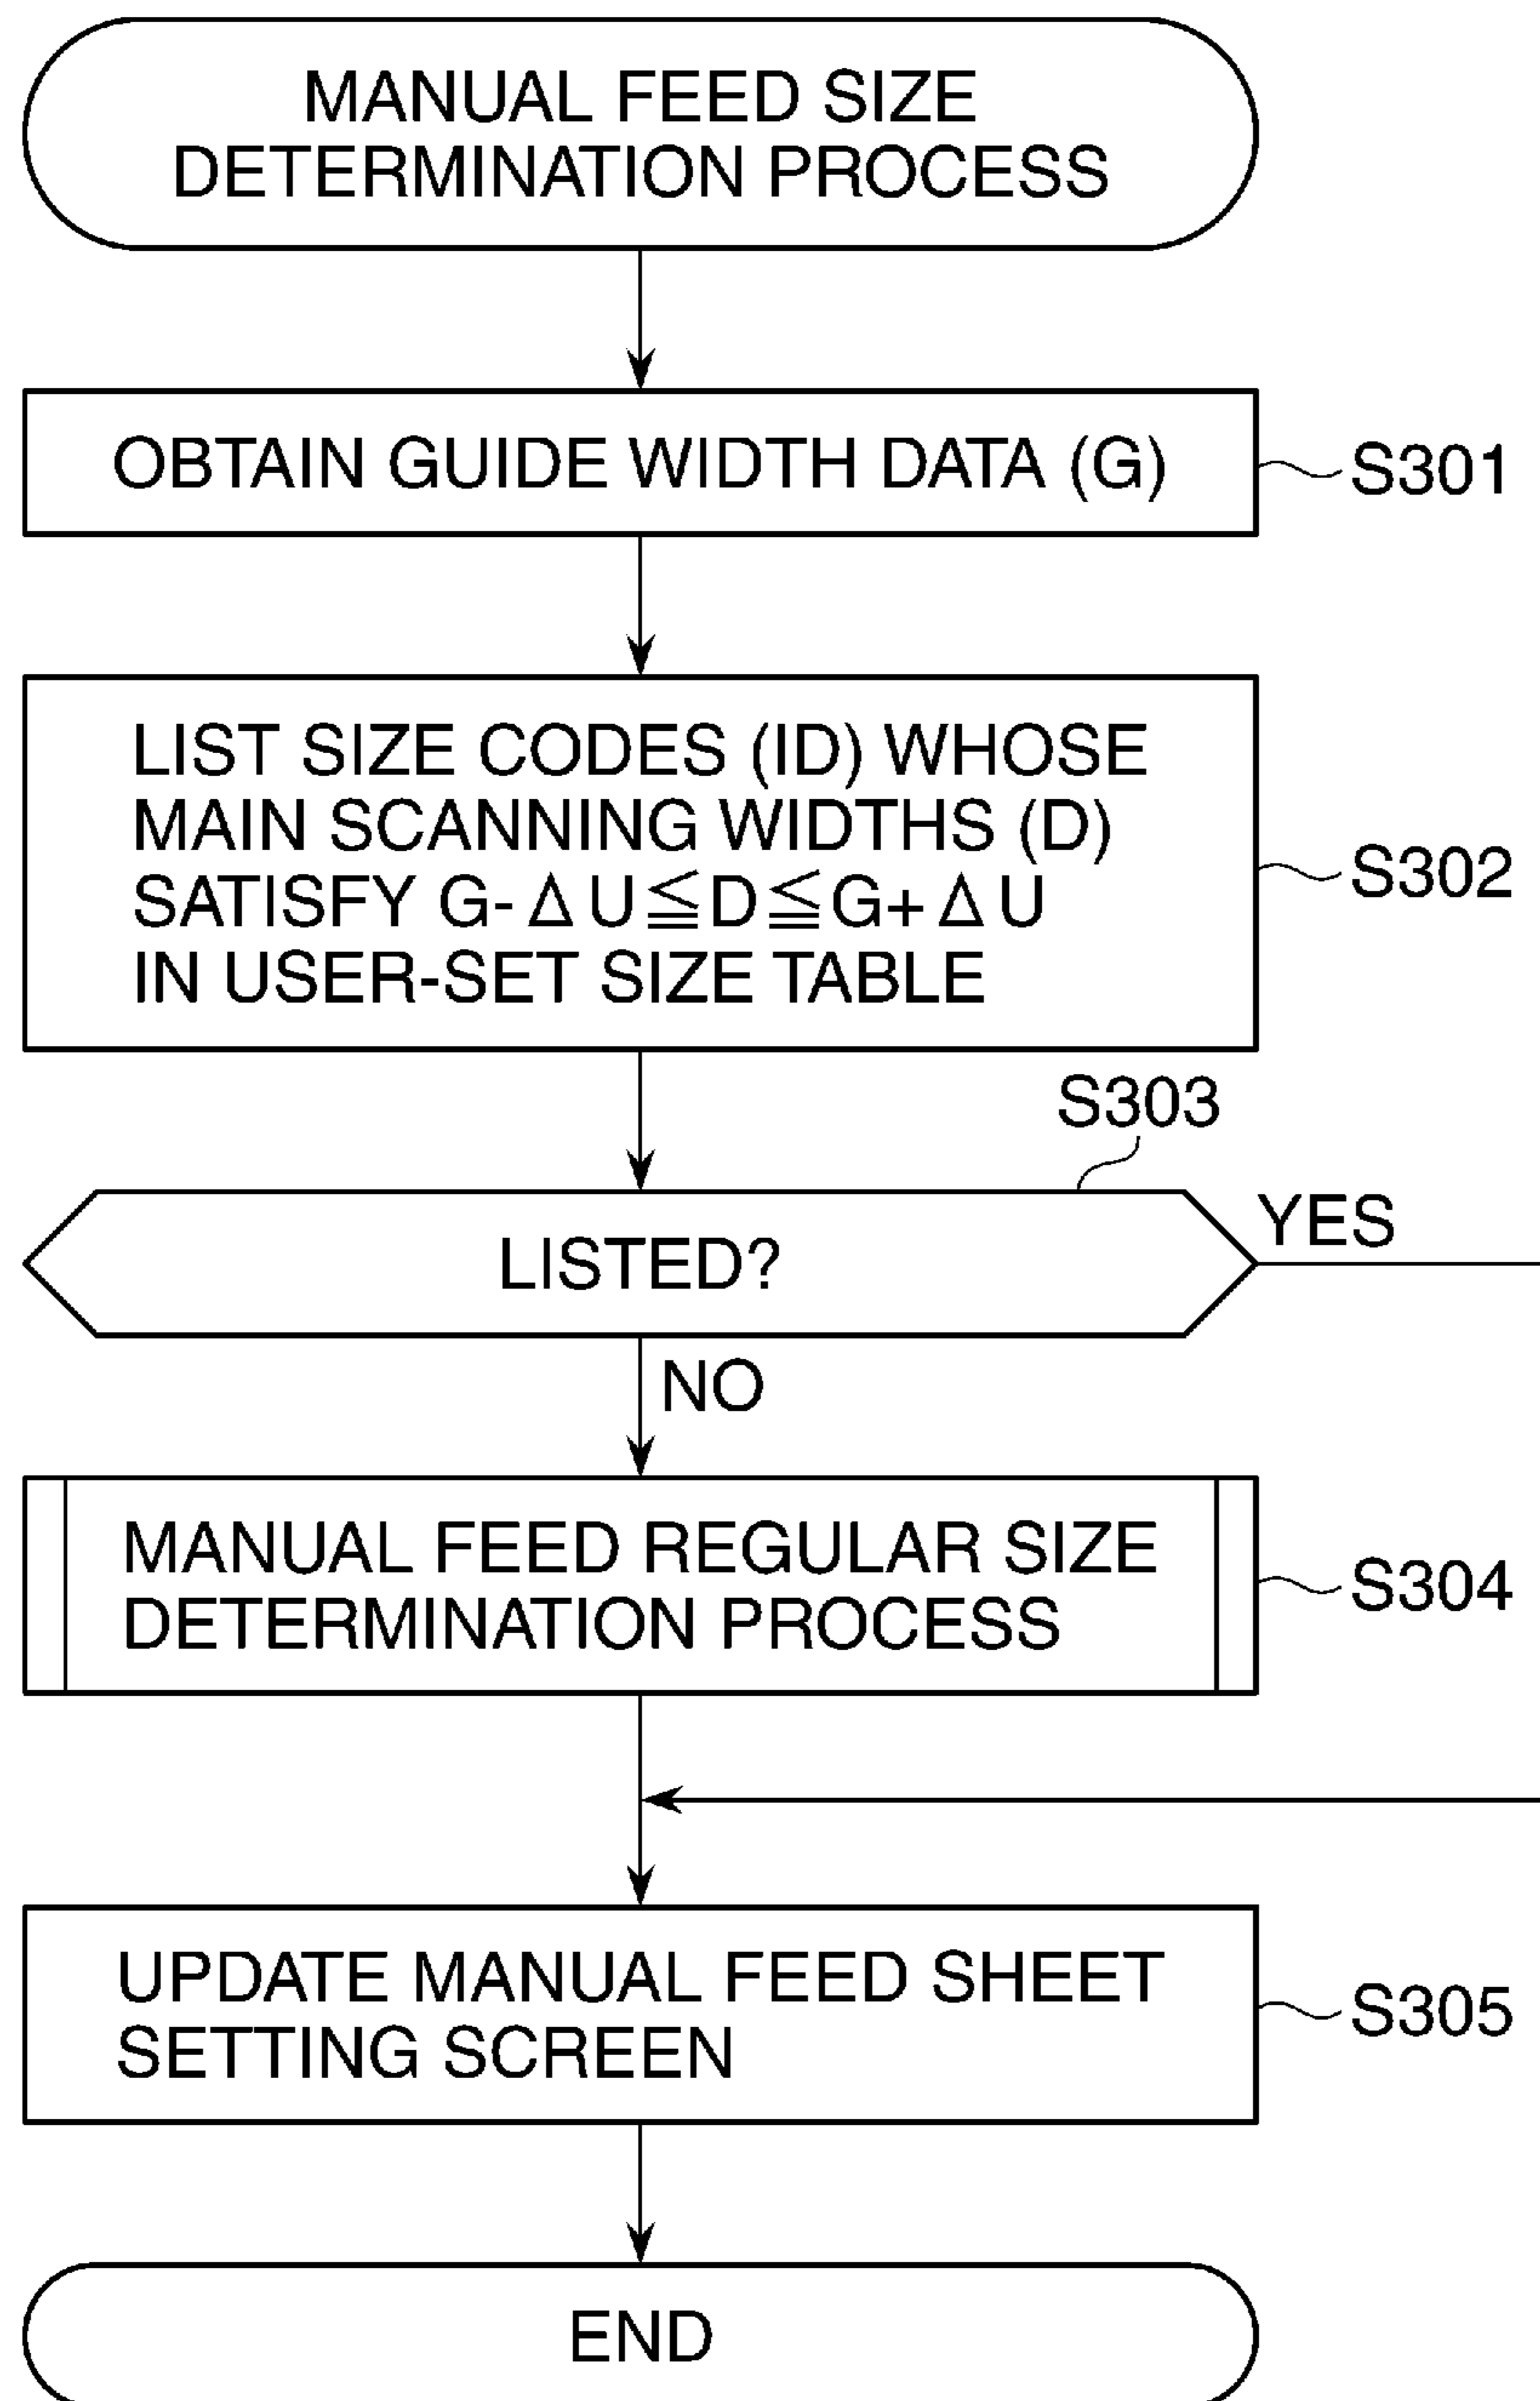 MANUAL FEED SIZE
DETERMINATION PROCESS
OBTAIN GUIDE WIDTH DATA (G)
S301
LIST SIZE CODES (ID) WHOSE
MAIN SCANNING WIDTHS (D)
SATISFY G-ΔU≦D≦G+ΔU
IN USER-SET SIZE TABLE
S302
S303
LISTED?
YES
NO
MANUAL FEED REGULAR SIZE
DETERMINATION PROCESS
S304
UPDATE MANUAL FEED SHEET
SETTING SCREEN
S305
END